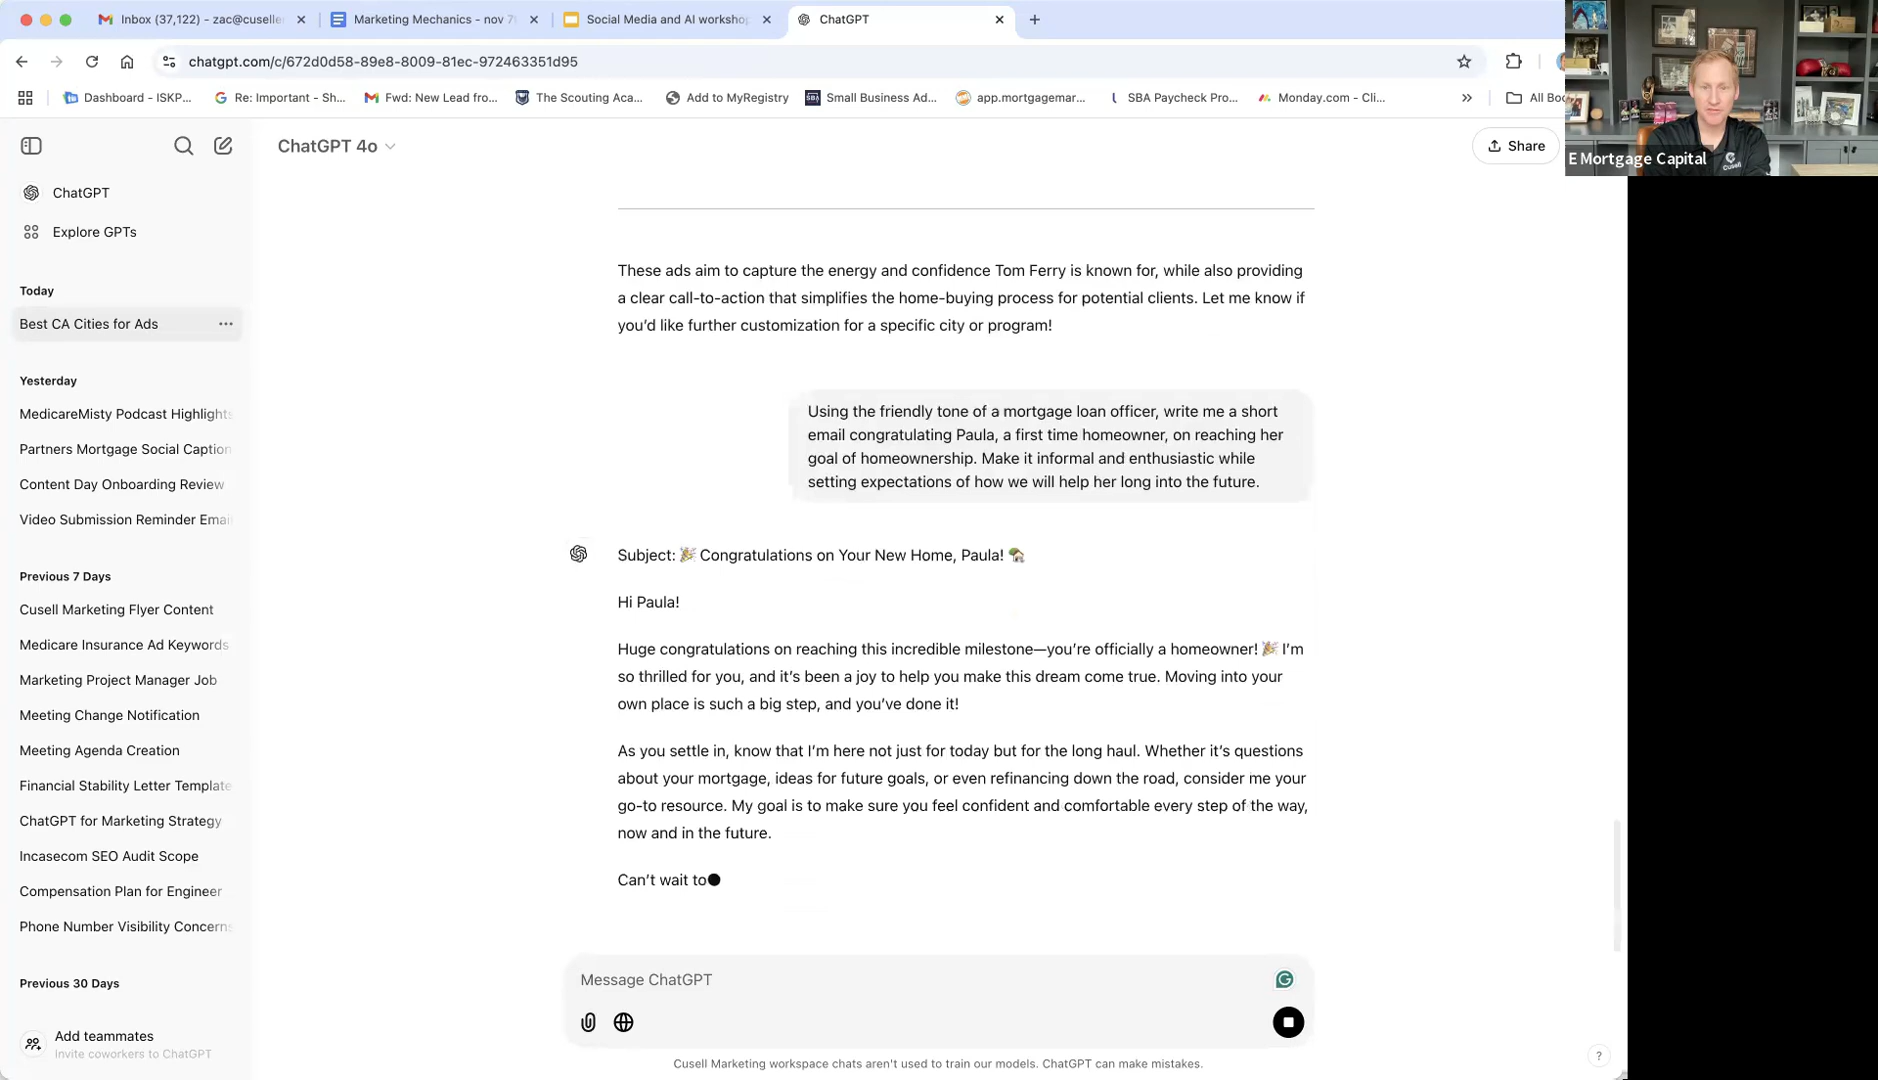 Inbox (37,122) - zac@cuselle
Marketing Mechanics - nov 7
Social Media and AI workshop
ChatGPT
chatgpt.com/c/672d0d58-89e8-8009-81ec-972463351d95
Dashboard - ISKP...
Re: Important - Sh...
Fwd: New Lead fro...
The Scouting Aca...
Add to MyRegistry
Small Business Ad...
app.mortgagemar...
SBA Paycheck Pro...
Monday.com - Cli...
All Boo
E Mortgage Capital
ChatGPT 4o
Share
ChatGPT
Explore GPTs
Today
Best CA Cities for Ads
Yesterday
MedicareMisty Podcast Highlights
Partners Mortgage Social Caption
Content Day Onboarding Review
Video Submission Reminder Emai
Previous 7 Days
Cusell Marketing Flyer Content
Medicare Insurance Ad Keywords
Marketing Project Manager Job
Meeting Change Notification
Meeting Agenda Creation
Financial Stability Letter Template
ChatGPT for Marketing Strategy
Incasecom SEO Audit Scope
Compensation Plan for Engineer
Phone Number Visibility Concerns
Previous 30 Days
Add teammates
Invite coworkers to ChatGPT
These ads aim to capture the energy and confidence Tom Ferry is known for, while also providing
a clear call-to-action that simplifies the home-buying process for potential clients. Let me know if
you’d like further customization for a specific city or program!
Using the friendly tone of a mortgage loan officer, write me a short
email congratulating Paula, a first time homeowner, on reaching her
goal of homeownership. Make it informal and enthusiastic while
setting expectations of how we will help her long into the future.
Subject: 🎉 Congratulations on Your New Home, Paula! 🏡
Hi Paula!
Huge congratulations on reaching this incredible milestone—you’re officially a homeowner! 🎉 I’m
so thrilled for you, and it’s been a joy to help you make this dream come true. Moving into your
own place is such a big step, and you’ve done it!
As you settle in, know that I’m here not just for today but for the long haul. Whether it’s questions
about your mortgage, ideas for future goals, or even refinancing down the road, consider me your
go-to resource. My goal is to make sure you feel confident and comfortable every step of the way,
now and in the future.
Can’t wait to
Message ChatGPT
Cusell Marketing workspace chats aren't used to train our models. ChatGPT can make mistakes.
?